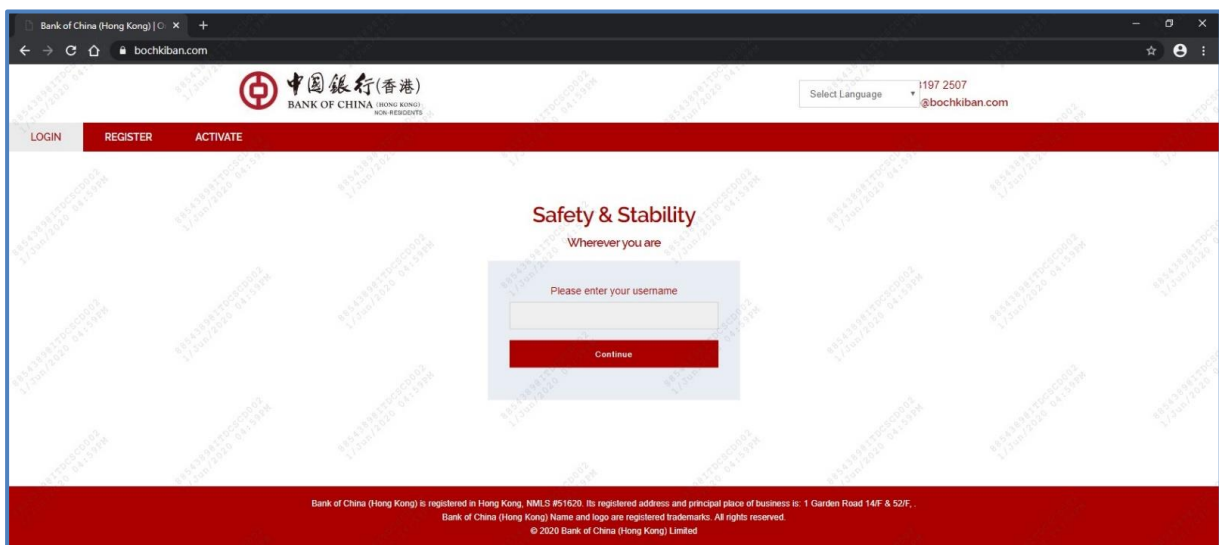 Bank of China (Hong Kong) | O
bochkiban.com
中国銀行(香港)
BANK OF CHINA (HONG KONG)
NON-RESIDENTS
Select Language
197 2507
@bochkiban.com
LOGIN REGISTER ACTIVATE
Safety & Stability
Wherever you are
Please enter your username
Continue
Bank of China (Hong Kong) is registered in Hong Kong, NMLS #51620. Its registered address and principal place of business is: 1 Garden Road 14/F & 52/F, .
Bank of China (Hong Kong) Name and logo are registered trademarks. All rights reserved.
© 2020 Bank of China (Hong Kong) Limited